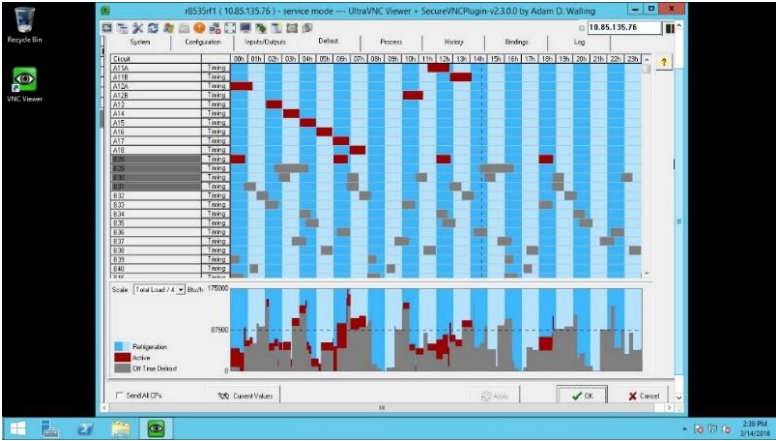 r8535rf1 ( 10.85.135.76 ) - service mode --- UltraVNC Viewer + SecureVNCPlugin-v2.3.0.0 by Adam D. Walling
Recycle Bin
VNC Viewer
10.85.135.76
System Configuration Inputs/Outputs Defrost Process History Bindings Log
Circuit 00h 01h 02h 03h 04h 05h 06h 07h 08h 09h 10h 11h 12h 13h 14h 15h 16h 17h 18h 19h 20h 21h 22h 23h
A11A Timing
A11B Timing
A12A Timing
A12B Timing
A13 Timing
A14 Timing
A15 Timing
A16 Timing
A17 Timing
A18 Timing
B28 Timing
B29 Timing
B30 Timing
B31 Timing
B32 Timing
B33 Timing
B34 Timing
B35 Timing
B36 Timing
B37 Timing
B38 Timing
B39 Timing
B40 Timing
Scale Total Load / 4 Btu/h 175000
87500
0
Refrigeration
Active
Off Time Defrost
Send All CPs
Current Values
Apply
OK
Cancel
2:39 PM
3/14/2016